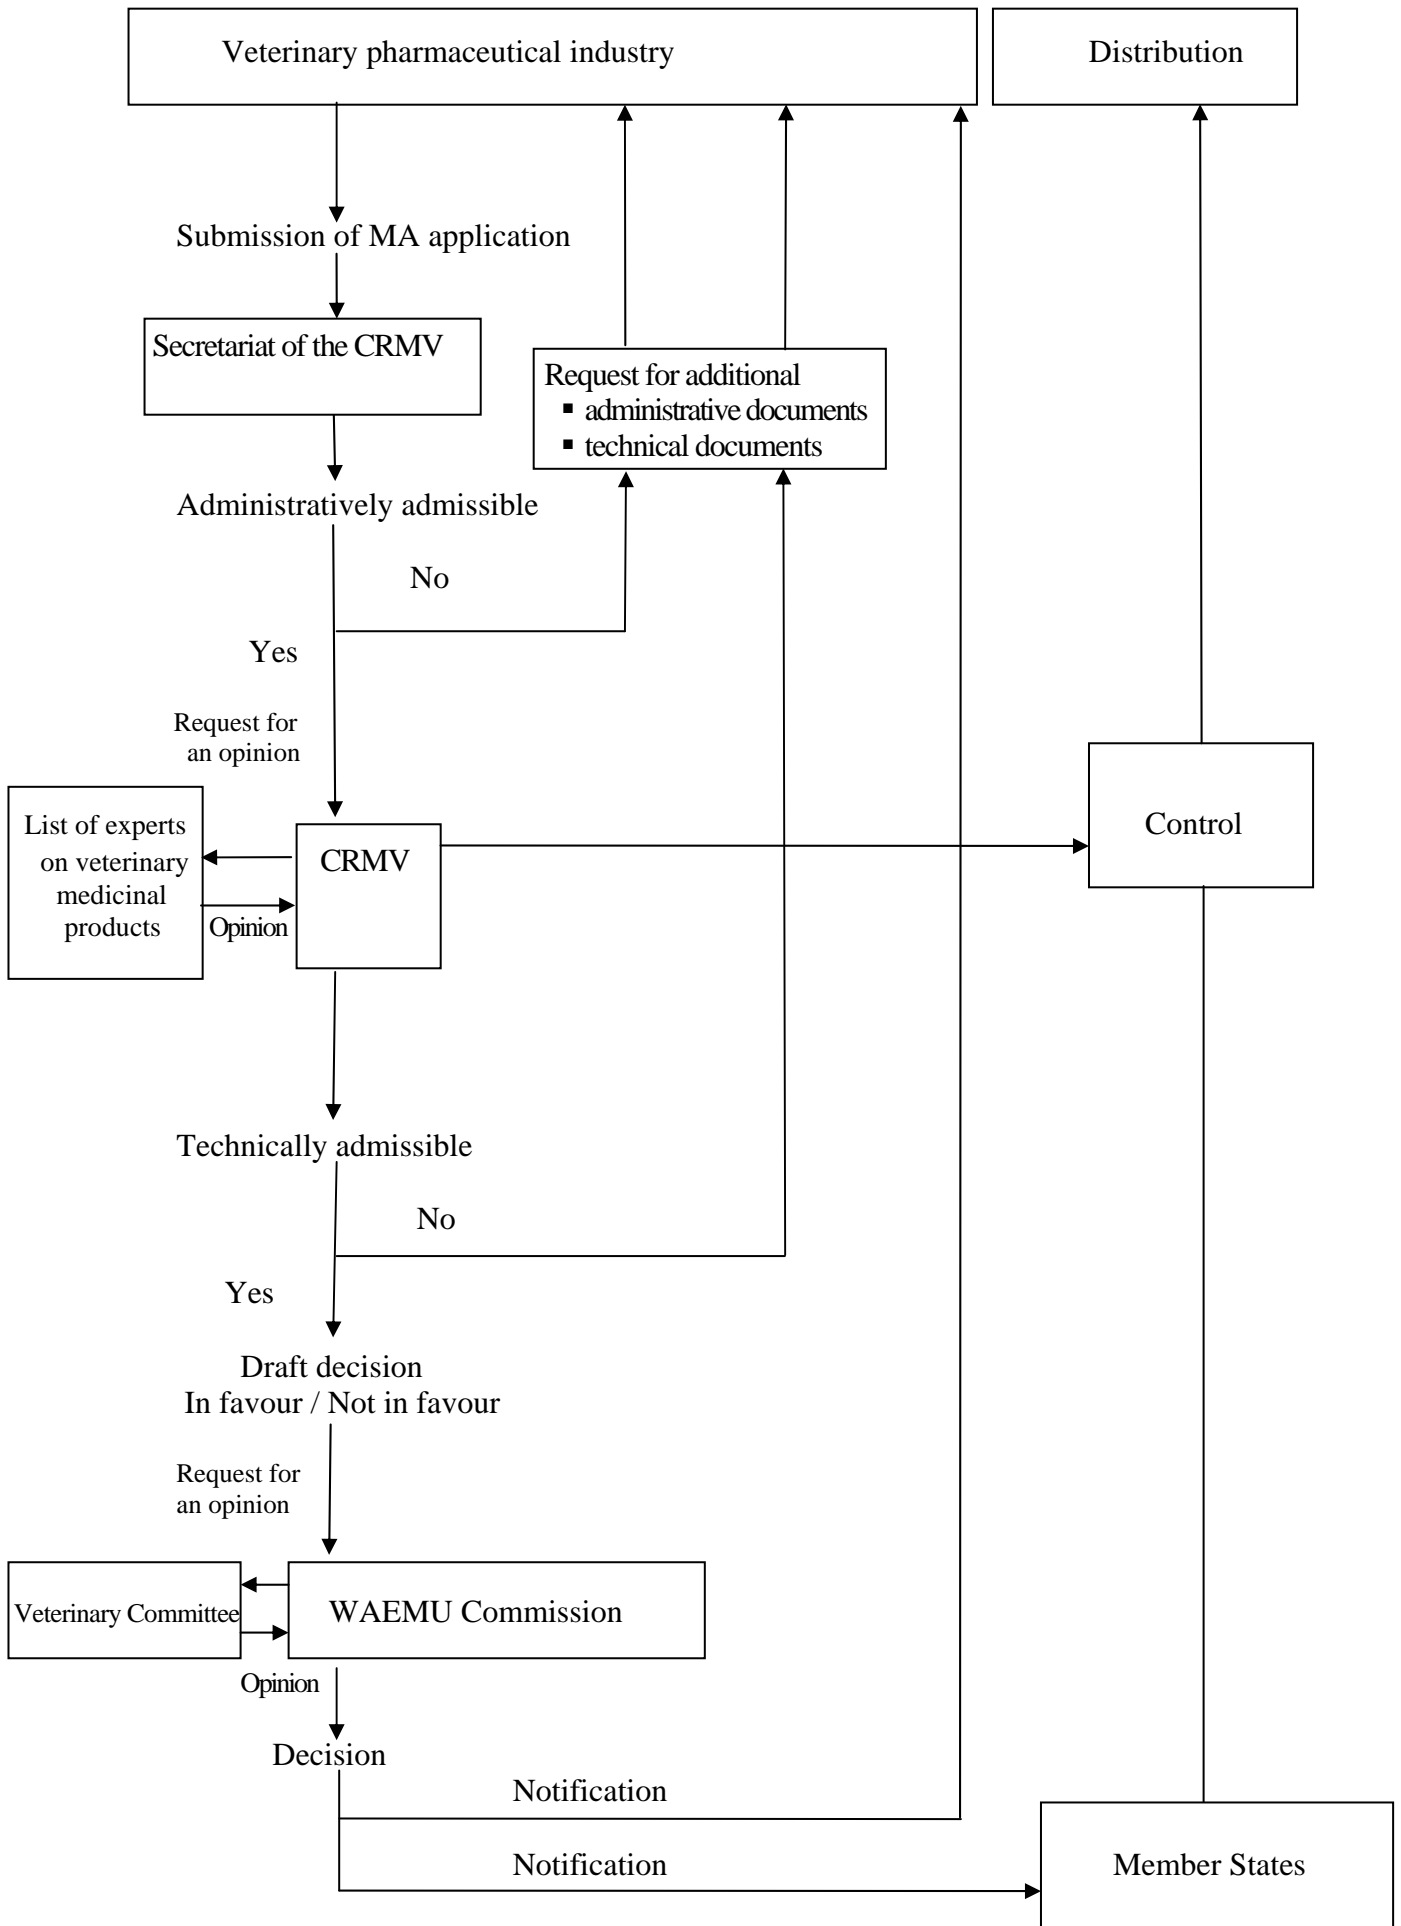 Veterinary pharmaceutical industry
Distribution
Submission of MA application
Secretariat of the CRMV
Request for additional
▪ administrative documents
▪ technical documents
Administratively admissible
No
Yes
Request for
an opinion
List of experts
on veterinary
medicinal
products
Opinion
CRMV
Control
Technically admissible
No
Yes
Draft decision
In favour / Not in favour
Request for
an opinion
Veterinary Committee
WAEMU Commission
Opinion
Decision
Notification
Notification
Member States